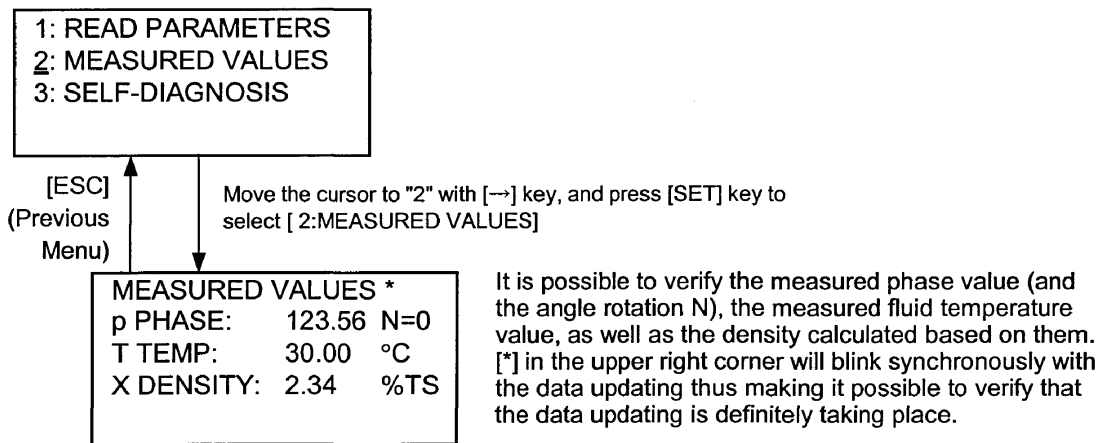 1: READ PARAMETERS
2: MEASURED VALUES
3: SELF-DIAGNOSIS
[ESC]
(Previous
Menu)
Move the cursor to "2" with [→] key, and press [SET] key to
select [ 2:MEASURED VALUES]
MEASURED VALUES *
p PHASE: 123.56 N=0
T TEMP: 30.00 °C
X DENSITY: 2.34 %TS
It is possible to verify the measured phase value (and
the angle rotation N), the measured fluid temperature
value, as well as the density calculated based on them.
[*] in the upper right corner will blink synchronously with
the data updating thus making it possible to verify that
the data updating is definitely taking place.